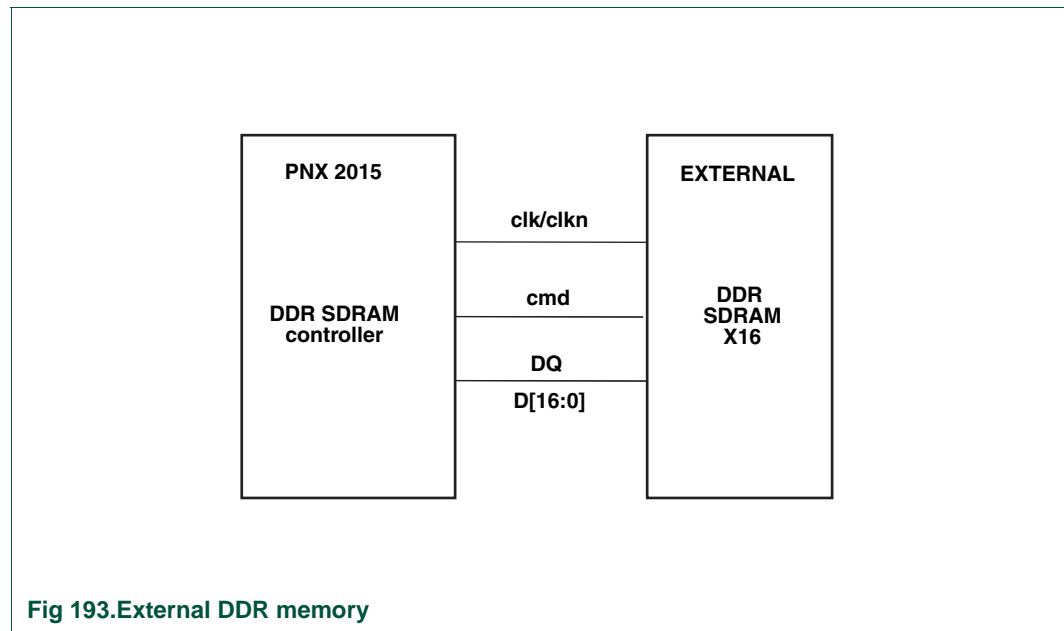 PNX 2015
DDR SDRAM
controller
clk/clkn
cmd
DQ
D[16:0]
EXTERNAL
DDR
SDRAM
X16
Fig 193.External DDR memory